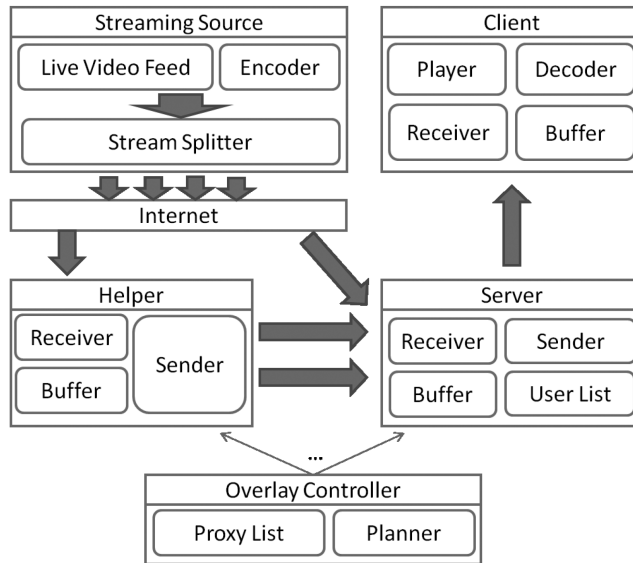 Streaming Source
Live Video Feed
Encoder
Stream Splitter
Client
Player
Decoder
Receiver
Buffer
Internet
Helper
Receiver
Buffer
Sender
Server
Receiver
Sender
Buffer
User List
...
Overlay Controller
Proxy List
Planner